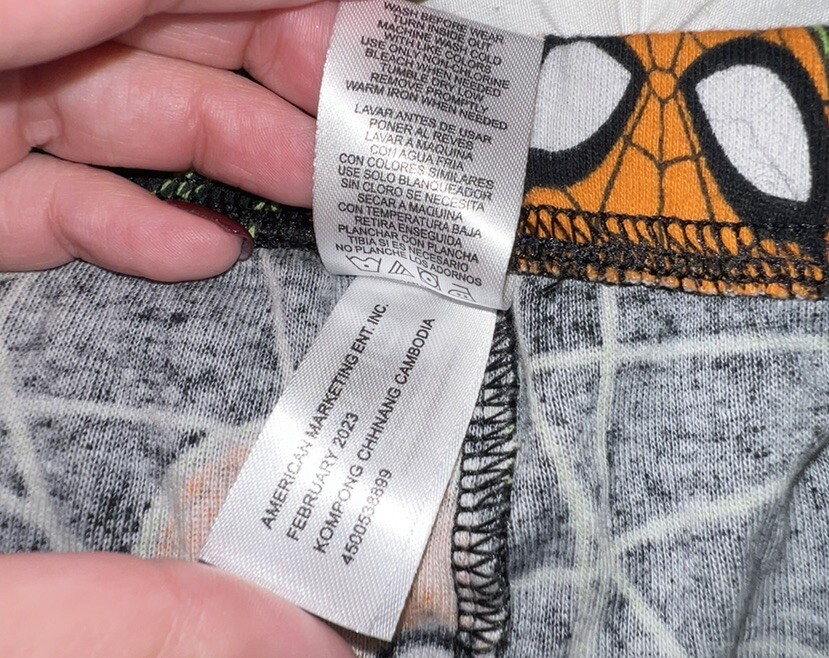 WASH BEFORE WEAR
TURN INSIDE OUT
MACHINE WASH COLD
WITH LIKE COLORS
USE ONLY NON-CHLORINE
BLEACH WHEN NEEDED
TUMBLE DRY LOW
REMOVE PROMPTLY
WARM IRON WHEN NEEDED
LAVAR ANTES DE USAR
PONER AL REVES
LAVAR A MAQUINA
CON AGUA FRIA
CON COLORES SIMILARES
USE SOLO BLANQUEADOR
SIN CLORO SE NECESITA
SECAR A MAQUINA
CON TEMPERATURA BAJA
RETIRE ENSEGUIDA
PLANCHAR CON PLANCHA
TIBIA SI ES NECESARIO
NO PLANCHE LOS ADORNOS
AMERICAN MARKETING ENT. INC.
FEBRUARY 2023
KOMPONG CHHNANG CAMBODIA
4500538899